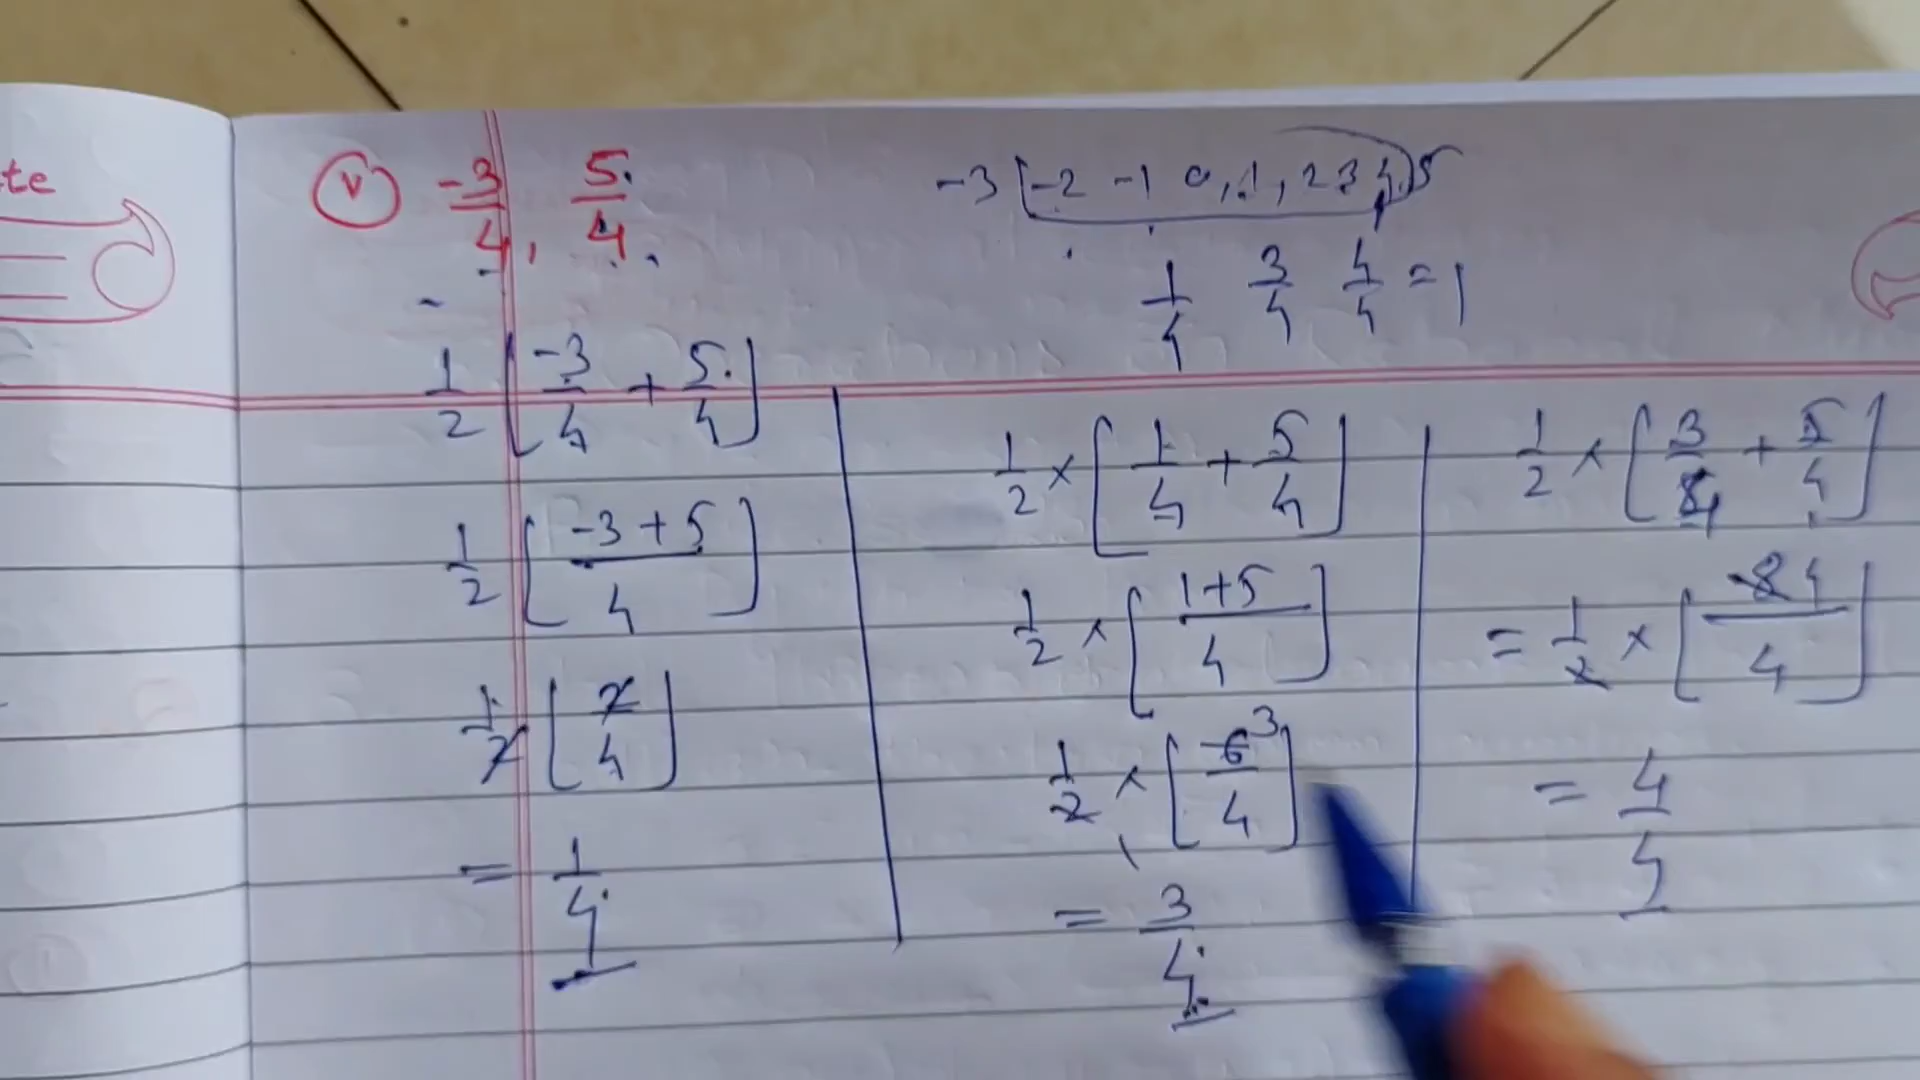 te
V -3/4, 5/4
-3 [-2 -1 0, 1, 2 3 4] 5
1/4 3/4 4/4 = 1
1/2 [-3/4 + 5/4]
1/2 [-3+5/4]
1/2 [2/4]
= 1/4
1/2 × [1/4 + 5/4]
1/2 × [1+5/4]
1/2 × [6 3/4]
= 3/4
1/2 × [3/4 + 5/4]
= 1/2 × [8 4/4]
= 4/4